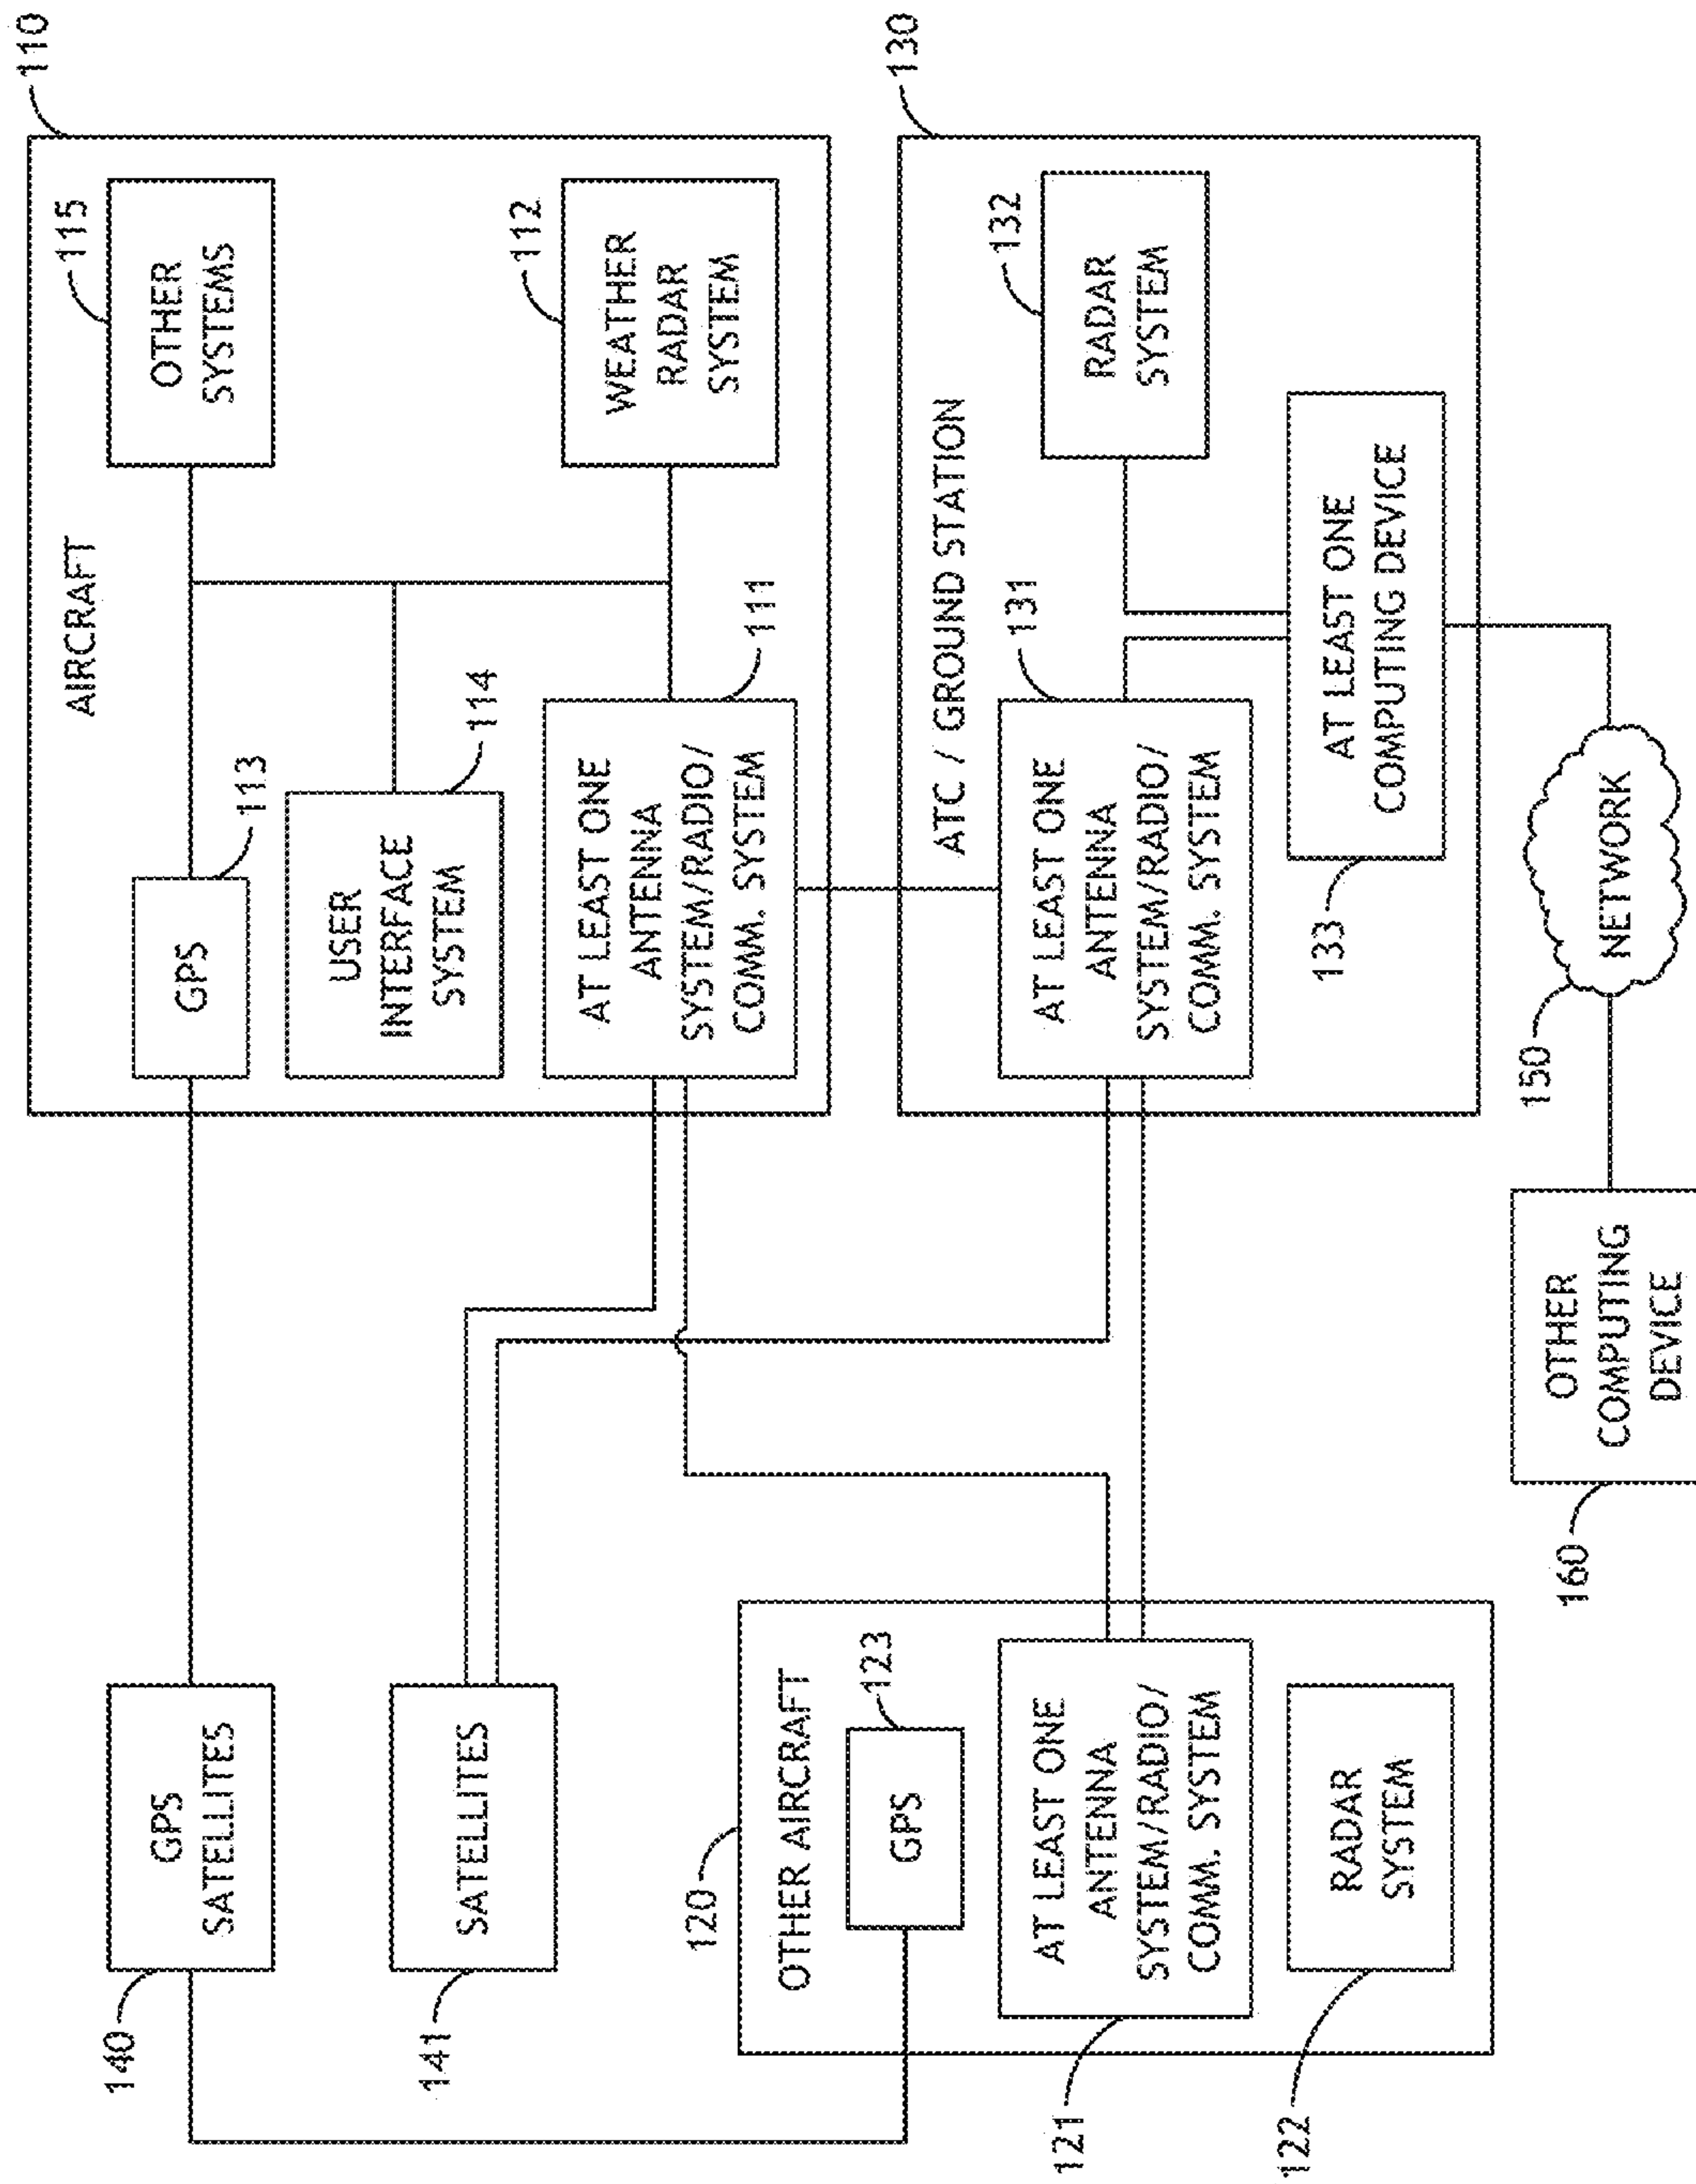 140
GPS
SATELLITES
141
SATELLITES
120
OTHER AIRCRAFT
123
GPS
121
AT LEAST ONE
ANTENNA
SYSTEM/RADIO/
COMM. SYSTEM
122
RADAR
SYSTEM
110
AIRCRAFT
113
GPS
115
OTHER
SYSTEMS
114
USER
INTERFACE
SYSTEM
111
AT LEAST ONE
ANTENNA
SYSTEM/RADIO/
COMM. SYSTEM
112
WEATHER
RADAR
SYSTEM
130
ATC / GROUND STATION
131
AT LEAST ONE
ANTENNA
SYSTEM/RADIO/
COMM. SYSTEM
132
RADAR
SYSTEM
133
AT LEAST ONE
COMPUTING DEVICE
150
NETWORK
160
OTHER
COMPUTING
DEVICE